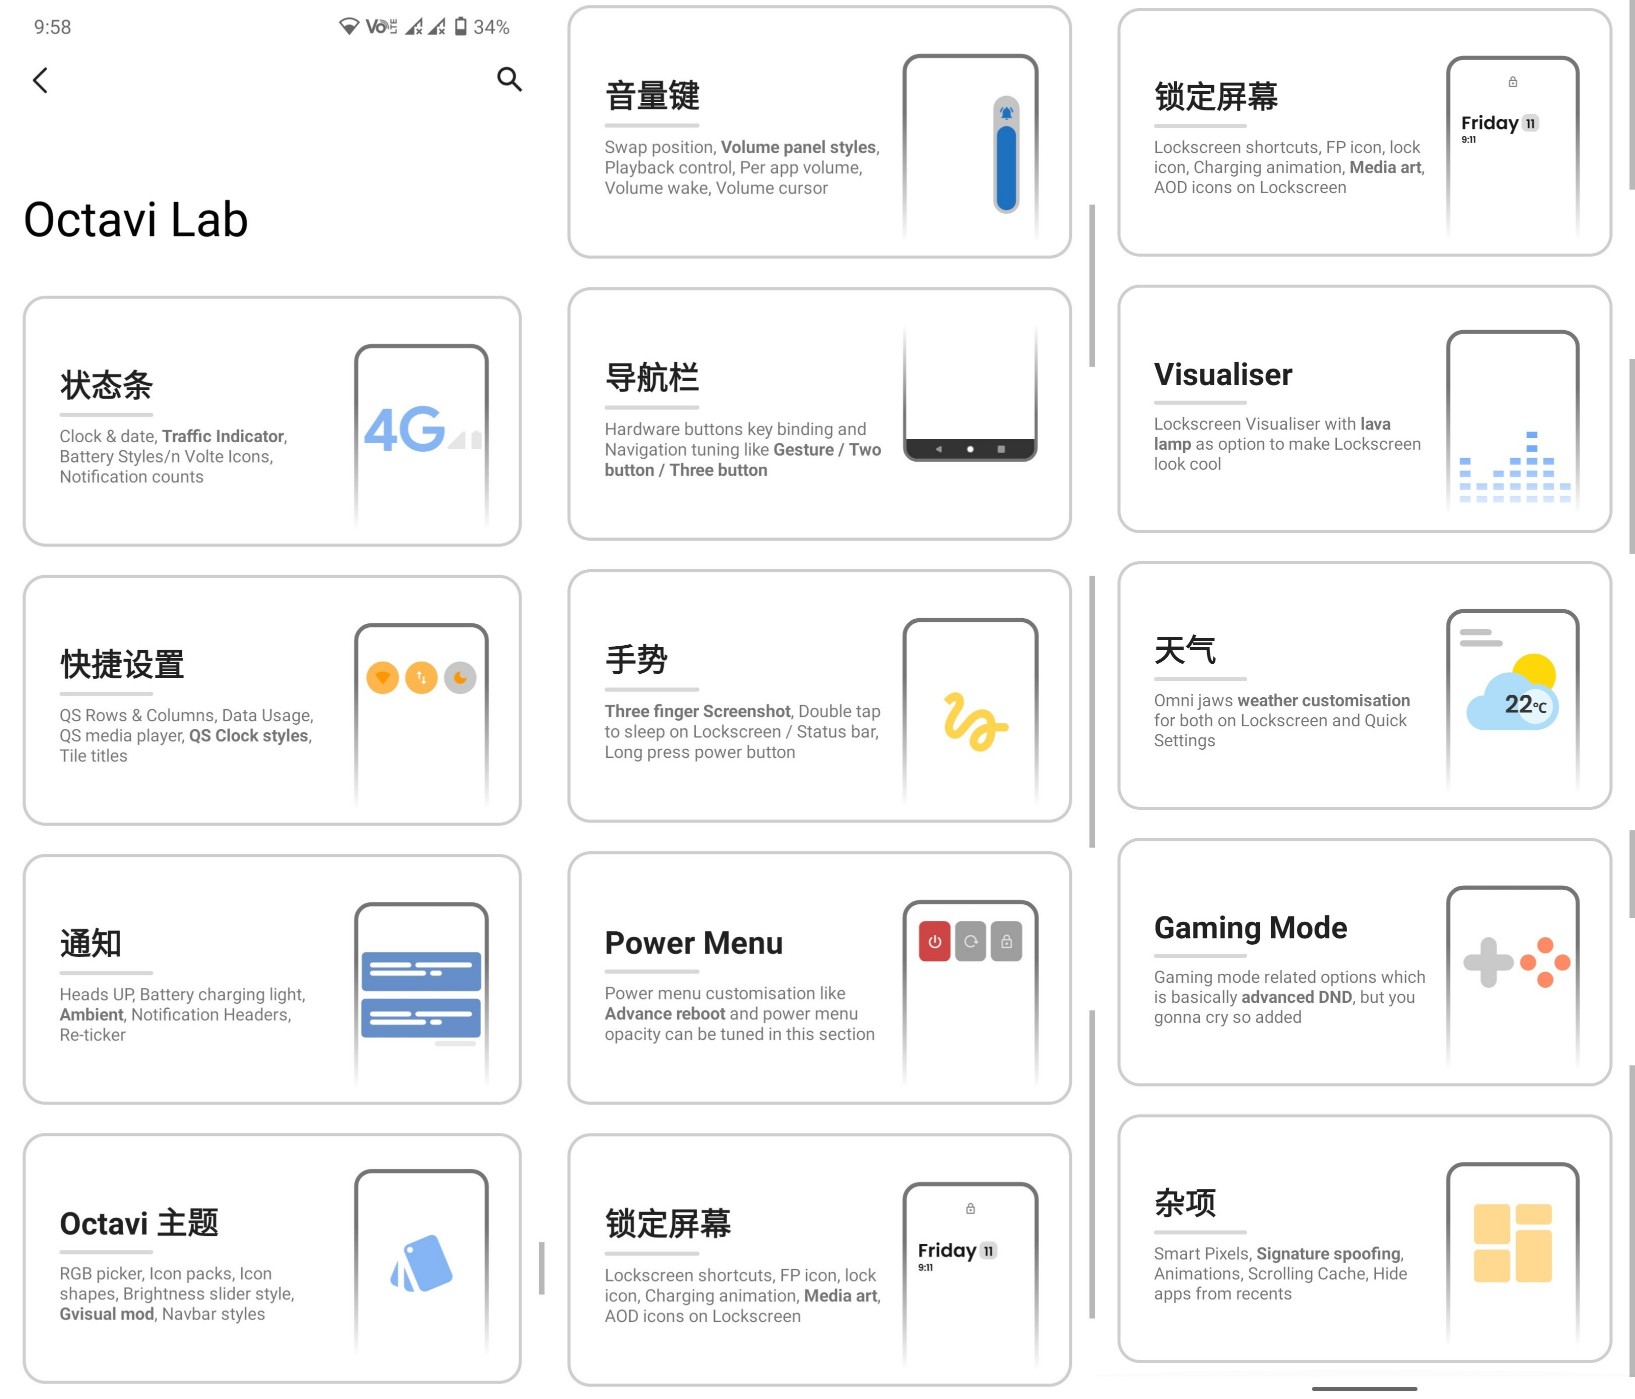 9:58
VoLTE 34%
Octavi Lab
状态条
Clock & date, Traffic Indicator,
Battery Styles/n Volte Icons,
Notification counts
4G
快捷设置
QS Rows & Columns, Data Usage,
QS media player, QS Clock styles,
Tile titles
通知
Heads UP, Battery charging light,
Ambient, Notification Headers,
Re-ticker
Octavi 主题
RGB picker, Icon packs, Icon
shapes, Brightness slider style,
Gvisual mod, Navbar styles
音量键
Swap position, Volume panel styles,
Playback control, Per app volume,
Volume wake, Volume cursor
导航栏
Hardware buttons key binding and
Navigation tuning like Gesture / Two
button / Three button
手势
Three finger Screenshot, Double tap
to sleep on Lockscreen / Status bar,
Long press power button
Power Menu
Power menu customisation like
Advance reboot and power menu
opacity can be tuned in this section
锁定屏幕
Lockscreen shortcuts, FP icon, lock
icon, Charging animation, Media art,
AOD icons on Lockscreen
Friday 11
9:11
锁定屏幕
Lockscreen shortcuts, FP icon, lock
icon, Charging animation, Media art,
AOD icons on Lockscreen
Friday 11
9:11
Visualiser
Lockscreen Visualiser with lava
lamp as option to make Lockscreen
look cool
天气
Omni jaws weather customisation
for both on Lockscreen and Quick
Settings
22°C
Gaming Mode
Gaming mode related options which
is basically advanced DND, but you
gonna cry so added
杂项
Smart Pixels, Signature spoofing,
Animations, Scrolling Cache, Hide
apps from recents